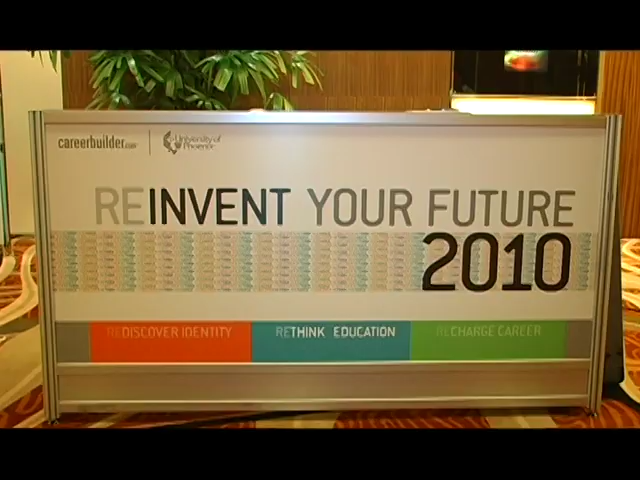 careerbuilder.com
University of
Phoenix
REINVENT YOUR FUTURE
2010
REDISCOVER IDENTITY
RETHINK EDUCATION
RECHARGE CAREER